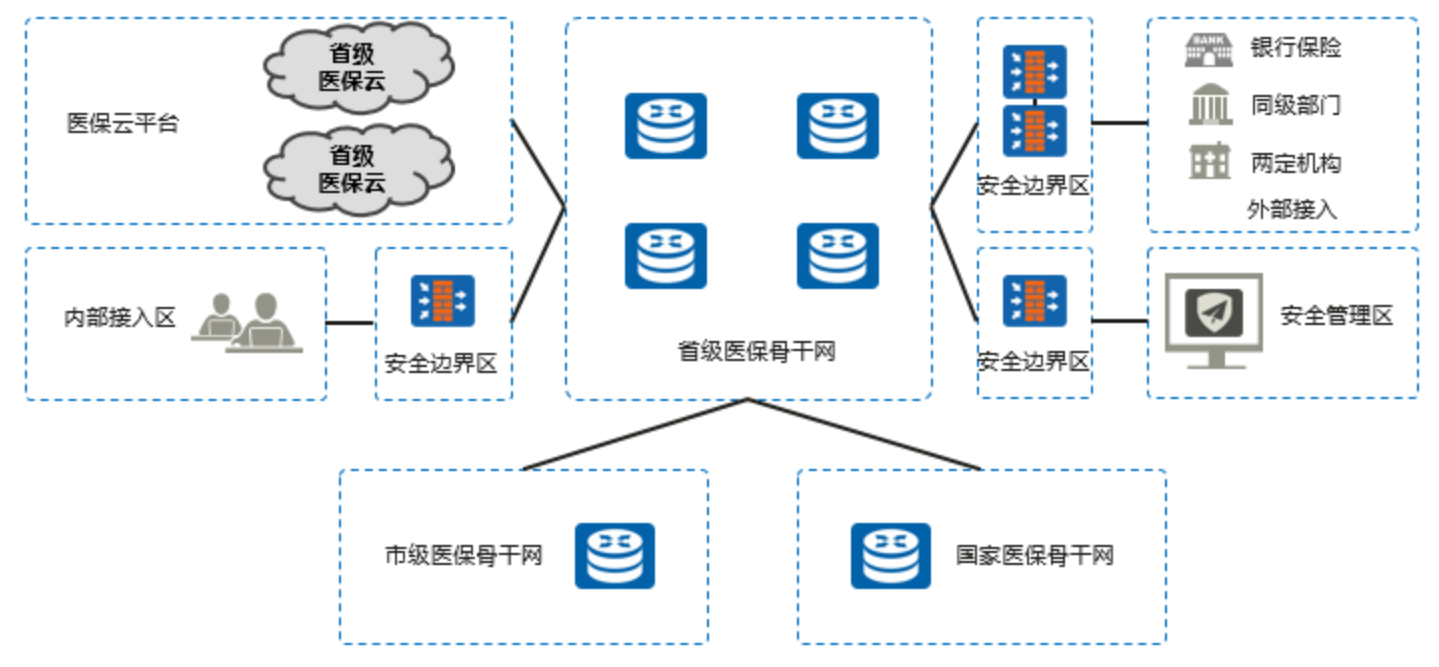 省级
医保云
医保云平台
省级
医保云
内部接入区
安全边界区
省级医保骨干网
安全边界区
BANK
银行保险
同级部门
两定机构
外部接入
安全边界区
安全管理区
市级医保骨干网
国家医保骨干网